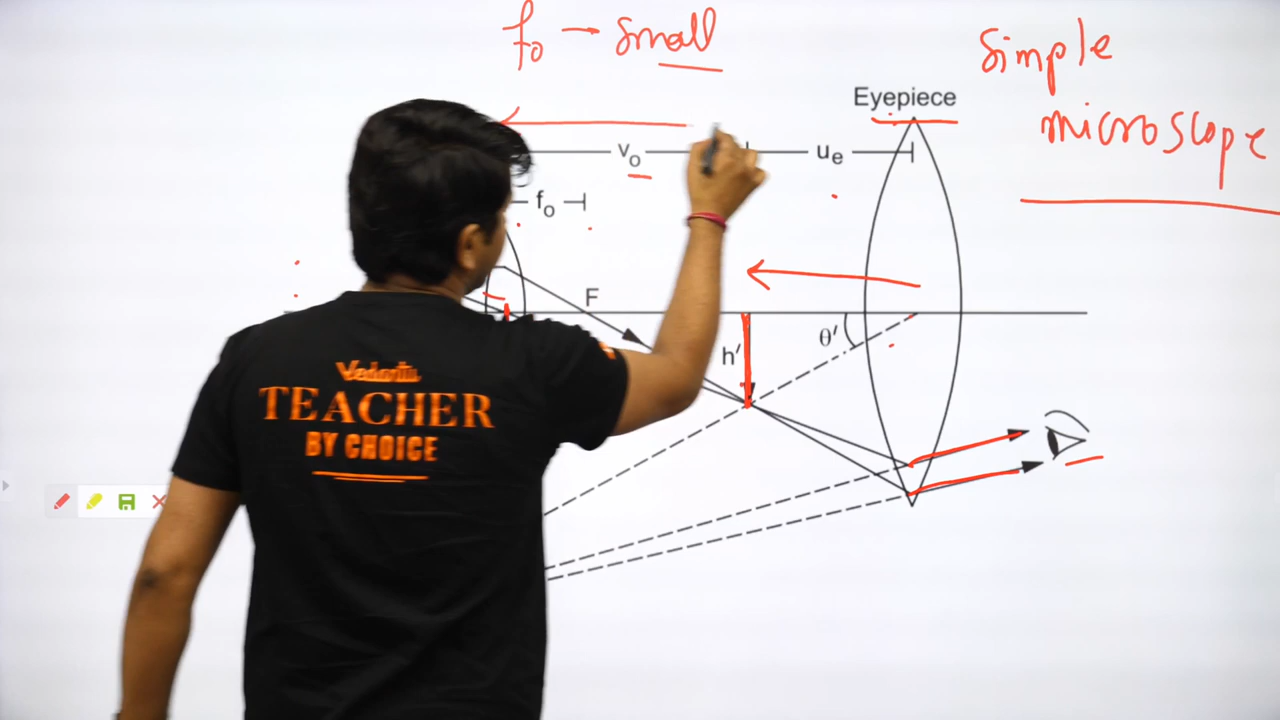 fo → small
Simple
microscope
Eyepiece
vo
ue
fo
F
θ'
h'
Vedantu
TEACHER
BY CHOICE